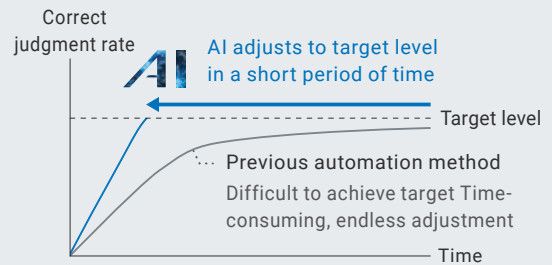 Correct
judgment rate
AI
AI adjusts to target level
in a short period of time
Target level
Previous automation method
Difficult to achieve target Time-
consuming, endless adjustment
Time